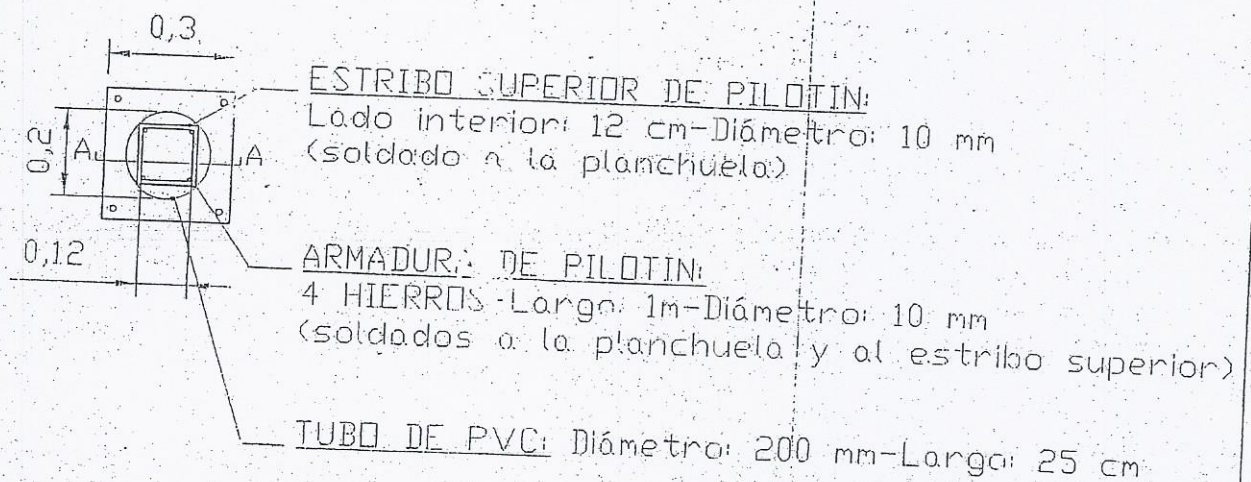 0,3
ESTRIBO SUPERIOR DE PILOTIN:
Lado interior: 12 cm-Diámetro: 10 mm
(soldado a la planchuela)
0,2
A
A
0,12
ARMADURA DE PILOTIN:
4 HIERROS-Largo: 1m-Diámetro: 10 mm
(soldados a la planchuela y al estribo superior)
TUBO DE PVC: Diámetro: 200 mm-Largo: 25 cm